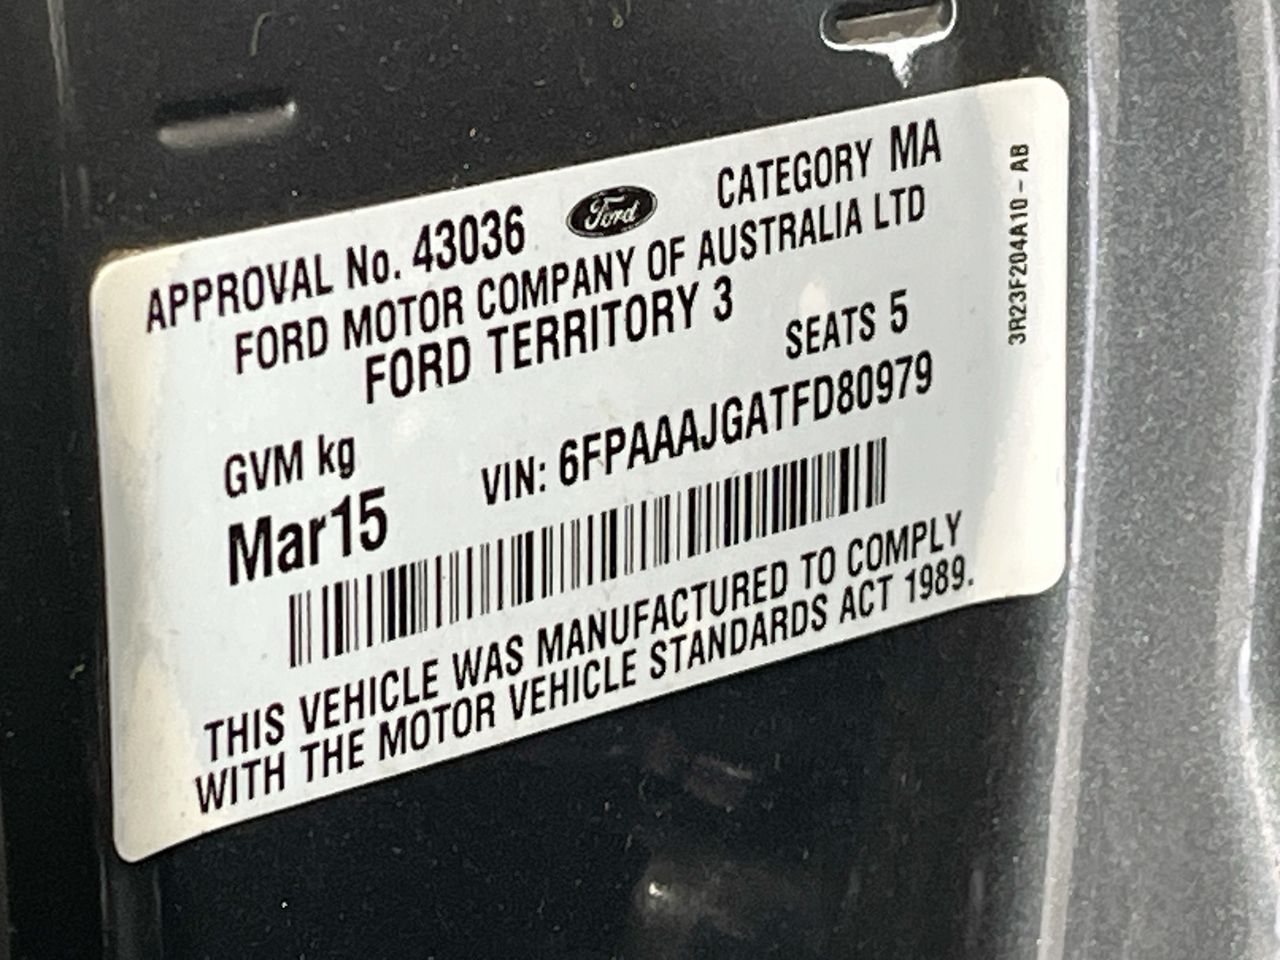 APPROVAL No. 43036 Ford CATEGORY MA
FORD MOTOR COMPANY OF AUSTRALIA LTD
FORD TERRITORY 3
SEATS 5
GVM kg
VIN: 6FPAAAJGATFD80979
Mar15
THIS VEHICLE WAS MANUFACTURED TO COMPLY
WITH THE MOTOR VEHICLE STANDARDS ACT 1989.
3R23F204A10 - AB